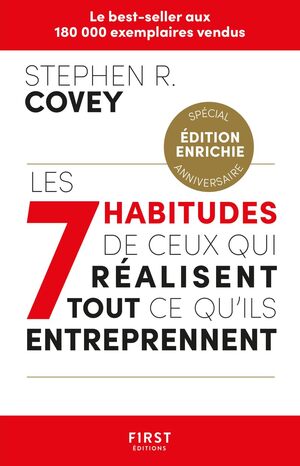 Le best-seller aux
180 000 exemplaires vendus
STEPHEN R.
COVEY
SPÉCIAL
ÉDITION
ENRICHIE
ANNIVERSAIRE
LES
7 HABITUDES
DE CEUX QUI
RÉALISENT
TOUT CE QU'ILS
ENTREPRENNENT
FIRST
ÉDITIONS